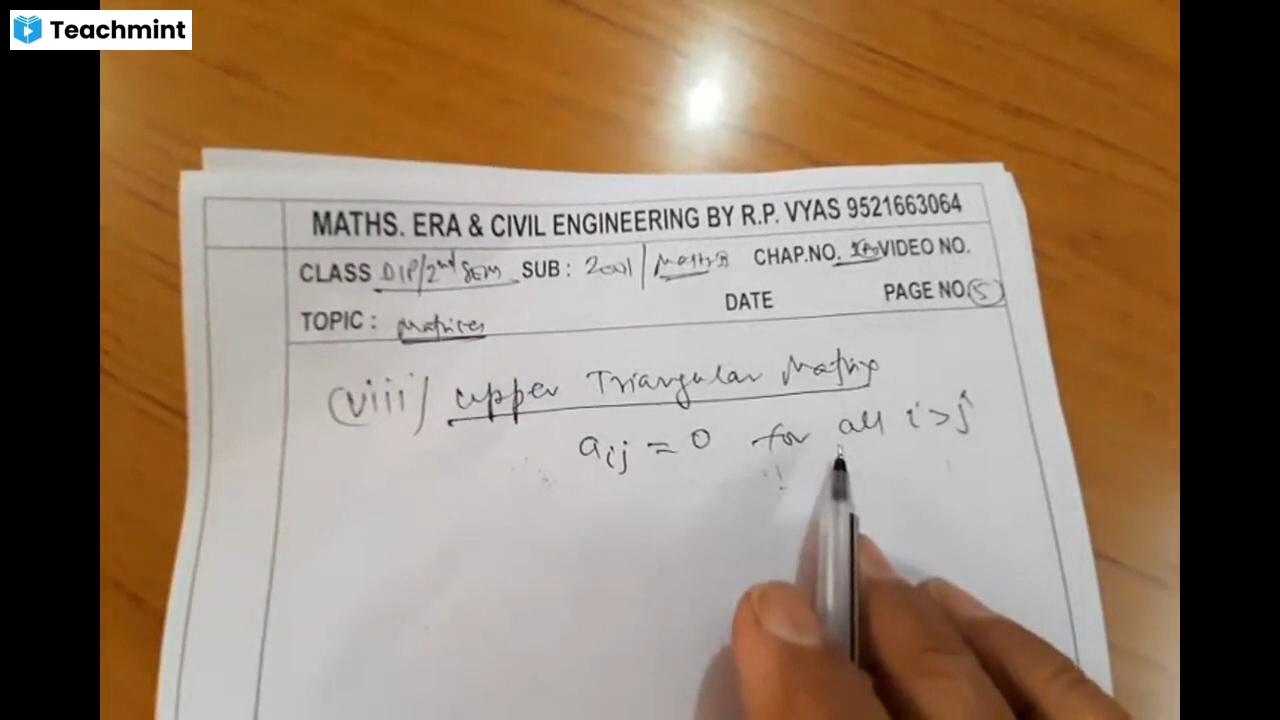 Teachmint
MATHS. ERA & CIVIL ENGINEERING BY R.P. VYAS 9521663064
CLASS DIP/2nd SEM SUB : 2001/ CHAP.NO. VIDEO NO.
TOPIC : Matrices DATE PAGE NO. 5
(viii) Upper Triangular Matrix
aij = 0 for all i>j